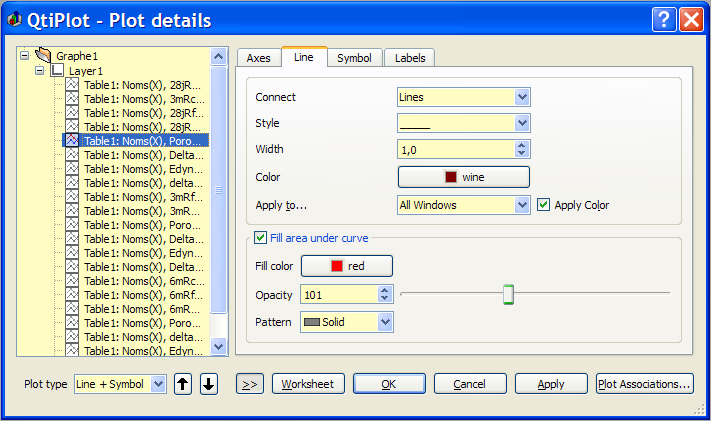 QtiPlot - Plot details
Graphe1
Layer1
Table1: Noms(X), 28jR...
Table1: Noms(X), 3mRc...
Table1: Noms(X), 28jRf...
Table1: Noms(X), 28jR...
Table1: Noms(X), Poro...
Table1: Noms(X), Delta...
Table1: Noms(X), Edyn...
Table1: Noms(X), delta...
Table1: Noms(X), 3mRf...
Table1: Noms(X), 3mR...
Table1: Noms(X), Poro...
Table1: Noms(X), Delta...
Table1: Noms(X), Edyn...
Table1: Noms(X), Delta...
Table1: Noms(X), 6mRc...
Table1: Noms(X), 6mRf...
Table1: Noms(X), 6mR...
Table1: Noms(X), Poro...
Table1: Noms(X), delta...
Table1: Noms(X), Edyn...
Axes Line Symbol Labels
Connect Lines
Style
Width 1,0
Color wine
Apply to... All Windows Apply Color
Fill area under curve
Fill color red
Opacity 101
Pattern Solid
Plot type Line + Symbol >> Worksheet OK Cancel Apply Plot Associations...